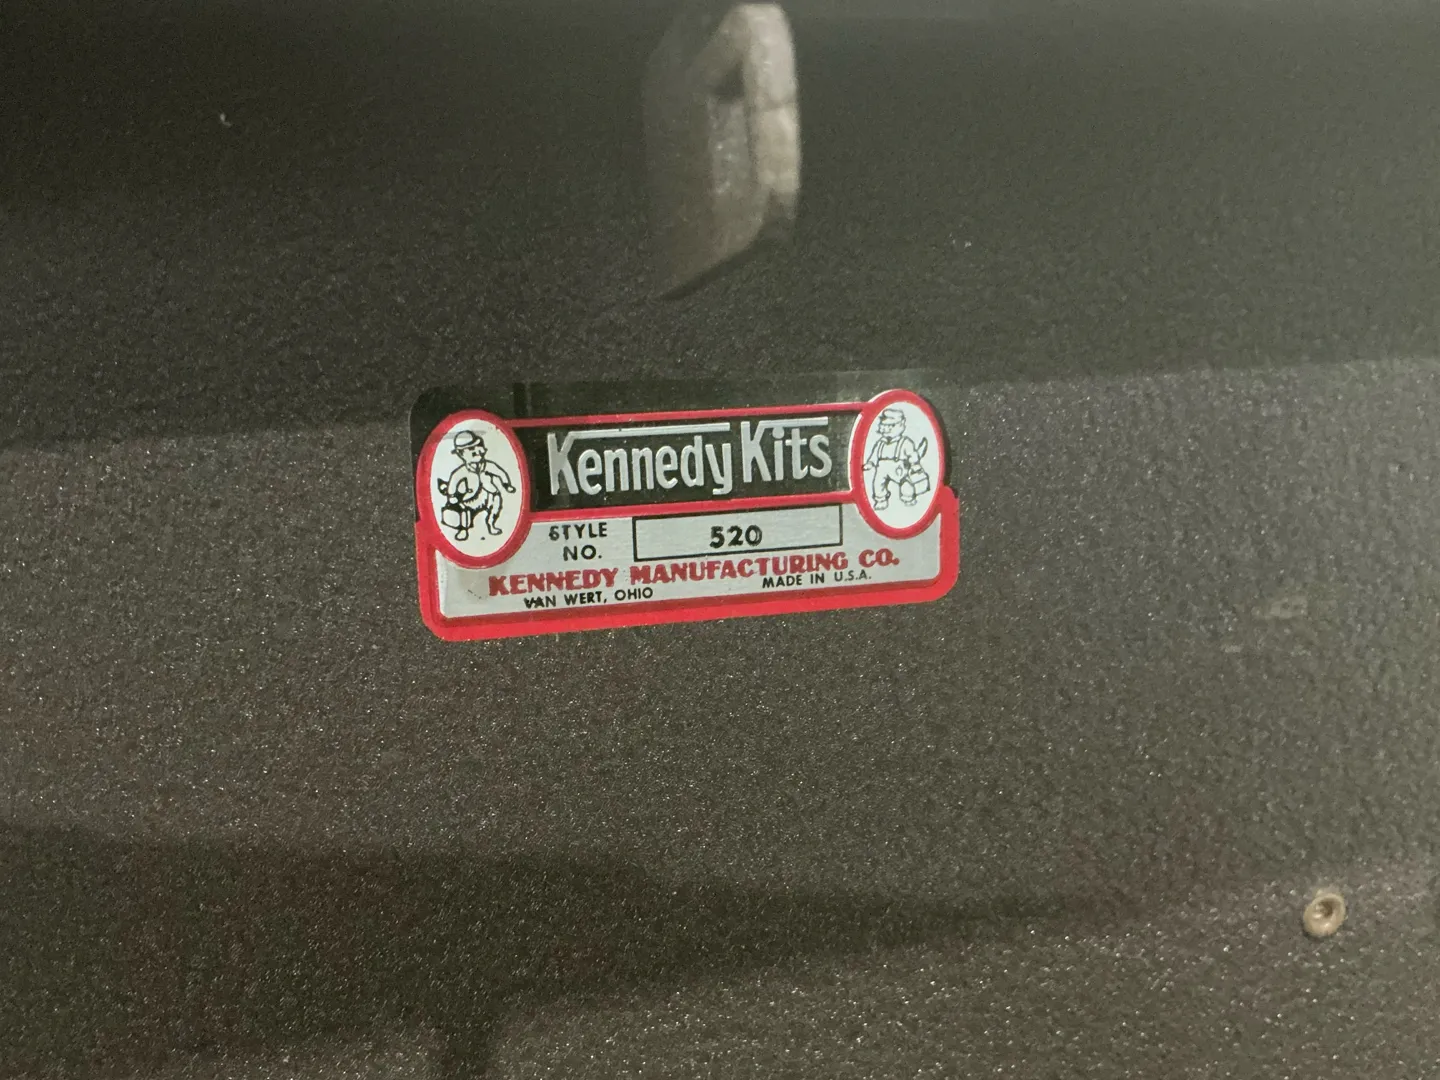 Kennedy Kits
STYLE NO. 520
KENNEDY MANUFACTURING CO.
VAN WERT, OHIO MADE IN U.S.A.